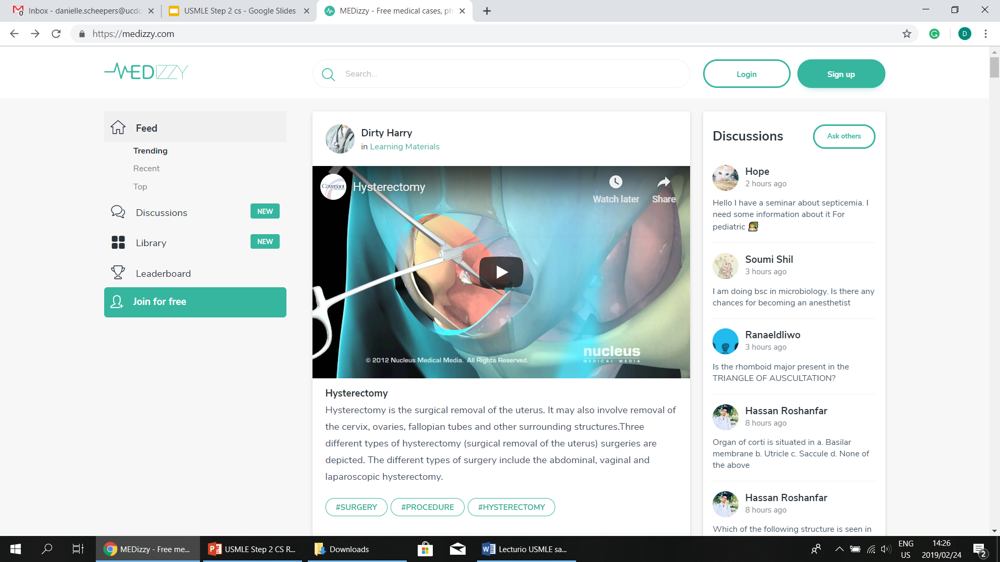 Inbox - danielle.scheepers@ucdc
USMLE Step 2 cs - Google Slides
MEDizzy - Free medical cases, ph
https://medizzy.com
D
MEDIZZY
Search...
Login
Sign up
Feed
Trending
Recent
Top
Discussions
NEW
Library
NEW
Leaderboard
Join for free
Dirty Harry
in Learning Materials
Covenant
HEALTH
Hysterectomy
Watch later
Share
© 2012 Nucleus Medical Media. All Rights Reserved.
nucleus
MEDICAL MEDIA
Hysterectomy
Hysterectomy is the surgical removal of the uterus. It may also involve removal of
the cervix, ovaries, fallopian tubes and other surrounding structures.Three
different types of hysterectomy (surgical removal of the uterus) surgeries are
depicted. The different types of surgery include the abdominal, vaginal and
laparoscopic hysterectomy.
#SURGERY
#PROCEDURE
#HYSTERECTOMY
Discussions
Ask others
Hope
2 hours ago
Hello I have a seminar about septicemia. I
need some information about it For
pediatric 👩‍🏫
Soumi Shil
3 hours ago
I am doing bsc in microbiology. Is there any
chances for becoming an anesthetist
Ranaeldliwo
3 hours ago
Is the rhomboid major present in the
TRIANGLE OF AUSCULTATION?
Hassan Roshanfar
8 hours ago
Organ of corti is situated in a. Basilar
membrane b. Utricle c. Saccule d. None of
the above
Hassan Roshanfar
8 hours ago
Which of the following structure is seen in
MEDizzy - Free me...
USMLE Step 2 CS R...
Downloads
Lecturio USMLE sa...
ENG
US
14:26
2019/02/24
2